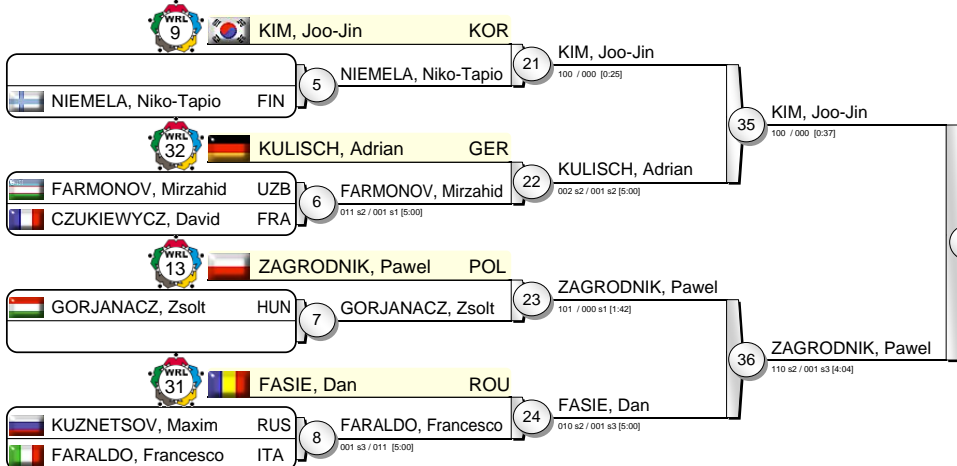 WRL
9
KIM, Joo-Jin KOR
21
KIM, Joo-Jin
100 / 000 [0:25]
5
NIEMELA, Niko-Tapio
NIEMELA, Niko-Tapio FIN
35
KIM, Joo-Jin
100 / 000 [0:37]
WRL
32
KULISCH, Adrian GER
22
KULISCH, Adrian
002 s2 / 001 s2 [5:00]
FARMONOV, Mirzahid UZB
6
FARMONOV, Mirzahid
011 s2 / 001 s1 [5:00]
CZUKIEWYCZ, David FRA
WRL
13
ZAGRODNIK, Pawel POL
23
ZAGRODNIK, Pawel
101 / 000 s1 [1:42]
GORJANACZ, Zsolt HUN
7
GORJANACZ, Zsolt
36
ZAGRODNIK, Pawel
110 s2 / 001 s3 [4:04]
WRL
31
FASIE, Dan ROU
24
FASIE, Dan
010 s2 / 001 s3 [5:00]
KUZNETSOV, Maxim RUS
8
FARALDO, Francesco
001 s3 / 011 [5:00]
FARALDO, Francesco ITA